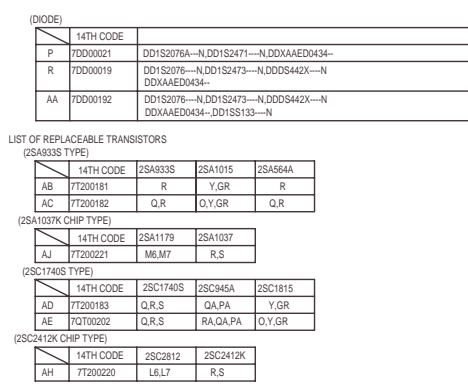 (DIODE)
14TH CODE
P 7DD00021 DD1S2076A---N,DD1S2471----N,DDXAAED0434--
R 7DD00019 DD1S2076----N,DD1S2473----N,DDDS442X----N
DDXAAED0434--
AA 7DD00192 DD1S2076----N,DD1S2473----N,DDDS442X----N
DDXAAED0434--,DD1SS133----N
LIST OF REPLACEABLE TRANSISTORS
(2SA933S TYPE)
14TH CODE 2SA933S 2SA1015 2SA564A
AB 7T200181 R Y,GR R
AC 7T200182 Q,R O,Y,GR Q,R
(2SA1037K CHIP TYPE)
14TH CODE 2SA1179 2SA1037
AJ 7T200221 M6,M7 R,S
(2SC1740S TYPE)
14TH CODE 2SC1740S 2SC945A 2SC1815
AD 7T200183 Q,R,S QA,PA Y,GR
AE 7QT00202 Q,R,S RA,QA,PA O,Y,GR
(2SC2412K CHIP TYPE)
14TH CODE 2SC2812 2SC2412K
AH 7T200220 L6,L7 R,S